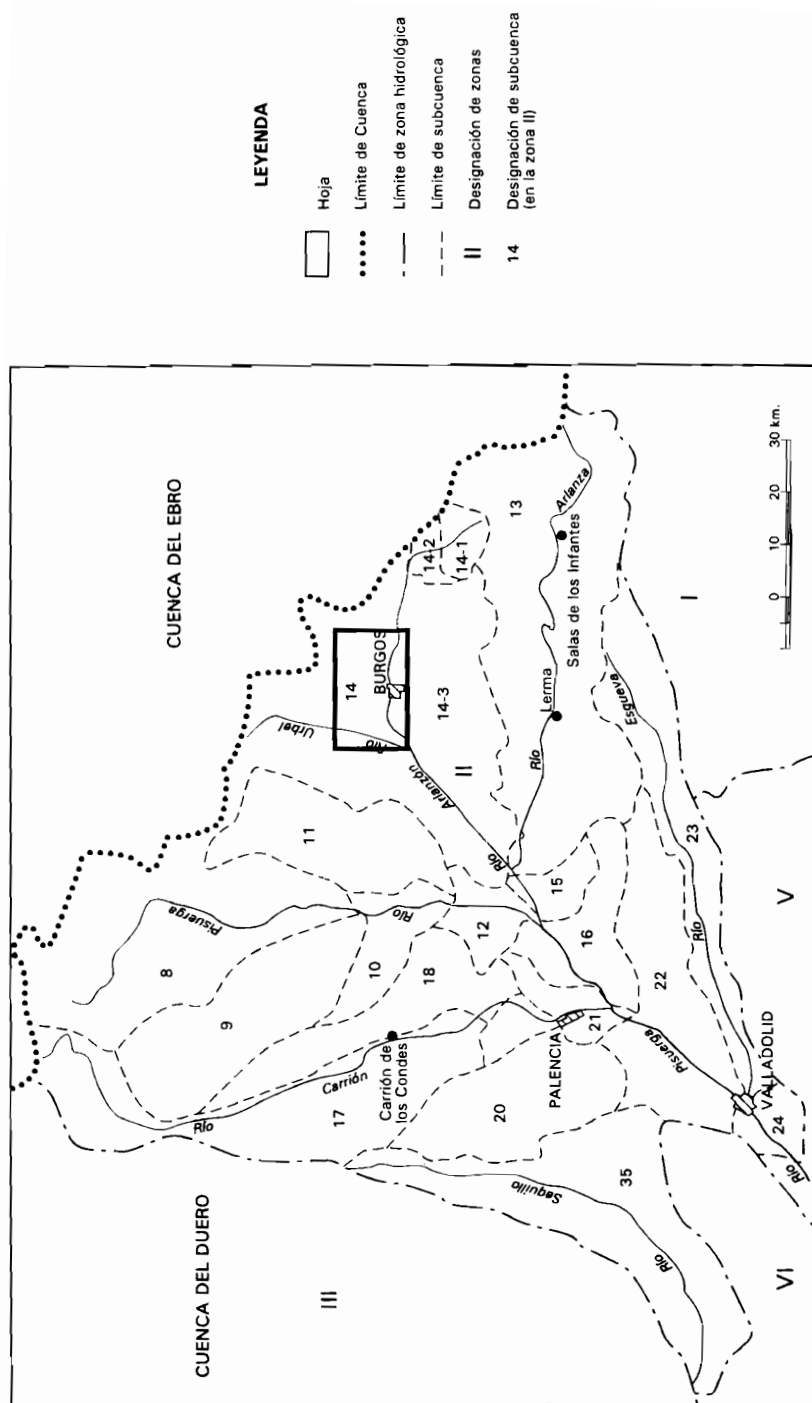 CUENCA DEL DUERO
CUENCA DEL EBRO
III
II
I
V
VI
8
9
10
11
12
13
14
14-1
14-2
14-3
15
16
17
18
20
21
22
23
24
35
BURGOS
PALENCIA
VALLADOLID
Carrión de
los Condes
Lerma
Salas de los Infantes
Río
Pisuerga
Río
Carrión
Río
Urbel
Río
Arlanzón
Río
Arlanza
Río
Esgueva
Río
Saquillo
Río
Pisuerga
Río
0 10 20 30 km.
LEYENDA
Hoja
Límite de Cuenca
Límite de zona hidrológica
Límite de subcuenca
II Designación de zonas
14 Designación de subcuenca
(en la zona II)